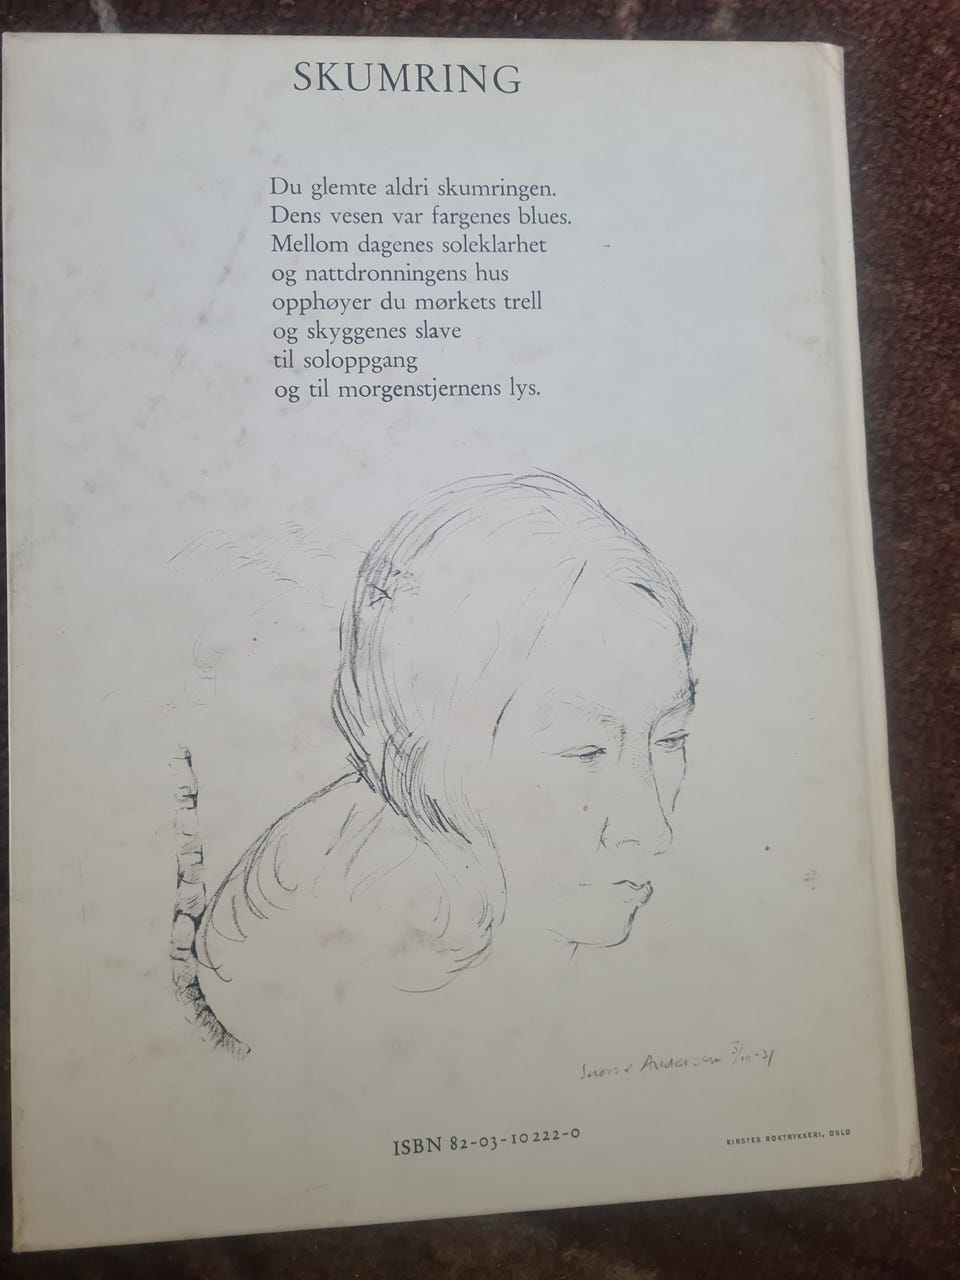 SKUMRING
Du glemte aldri skumringen.
Dens vesen var fargenes blues.
Mellom dagenes soleklarhet
og nattdronningens hus
opphøyer du mørkets trell
og skyggenes slave
til soloppgang
og til morgenstjernens lys.
Andersen
ISBN 82-03-10222-0
KIRSTES BOKTRYKKERI, OSLO